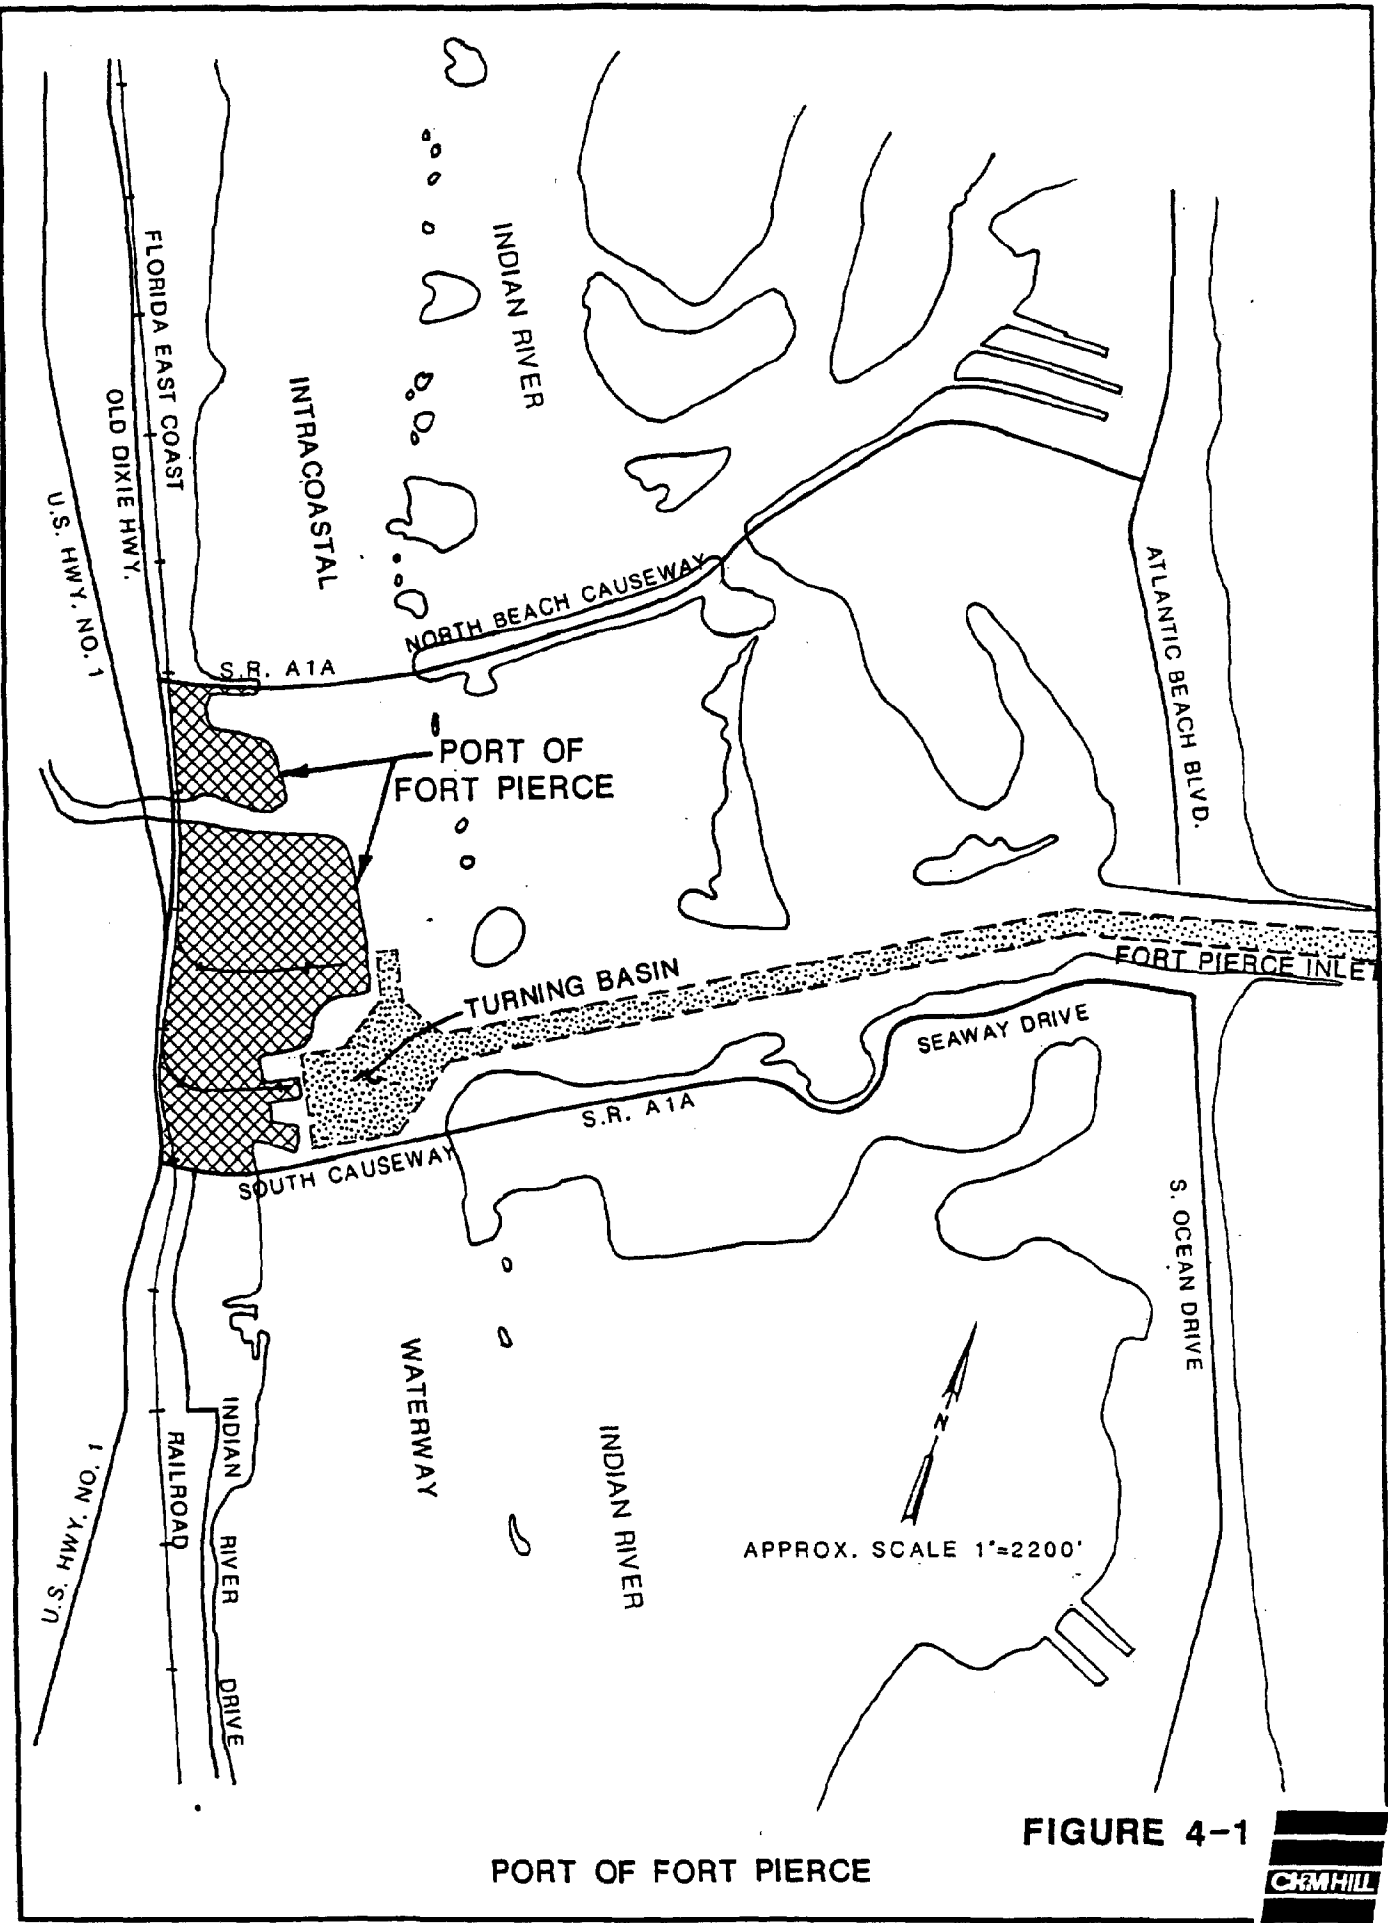 INDIAN RIVER
FLORIDA EAST COAST
OLD DIXIE HWY.
INTRACOASTAL
U.S. HWY. NO. 1
NORTH BEACH CAUSEWAY
S.R. A1A
ATLANTIC BEACH BLVD.
PORT OF
FORT PIERCE
TURNING BASIN
FORT PIERCE INLET
SEAWAY DRIVE
S.R. A1A
SOUTH CAUSEWAY
S. OCEAN DRIVE
WATERWAY
INDIAN RIVER
INDIAN RIVER DRIVE
RAILROAD
U.S. HWY. NO. 1
N
APPROX. SCALE 1"=2200'
FIGURE 4-1
PORT OF FORT PIERCE
CH2M HILL